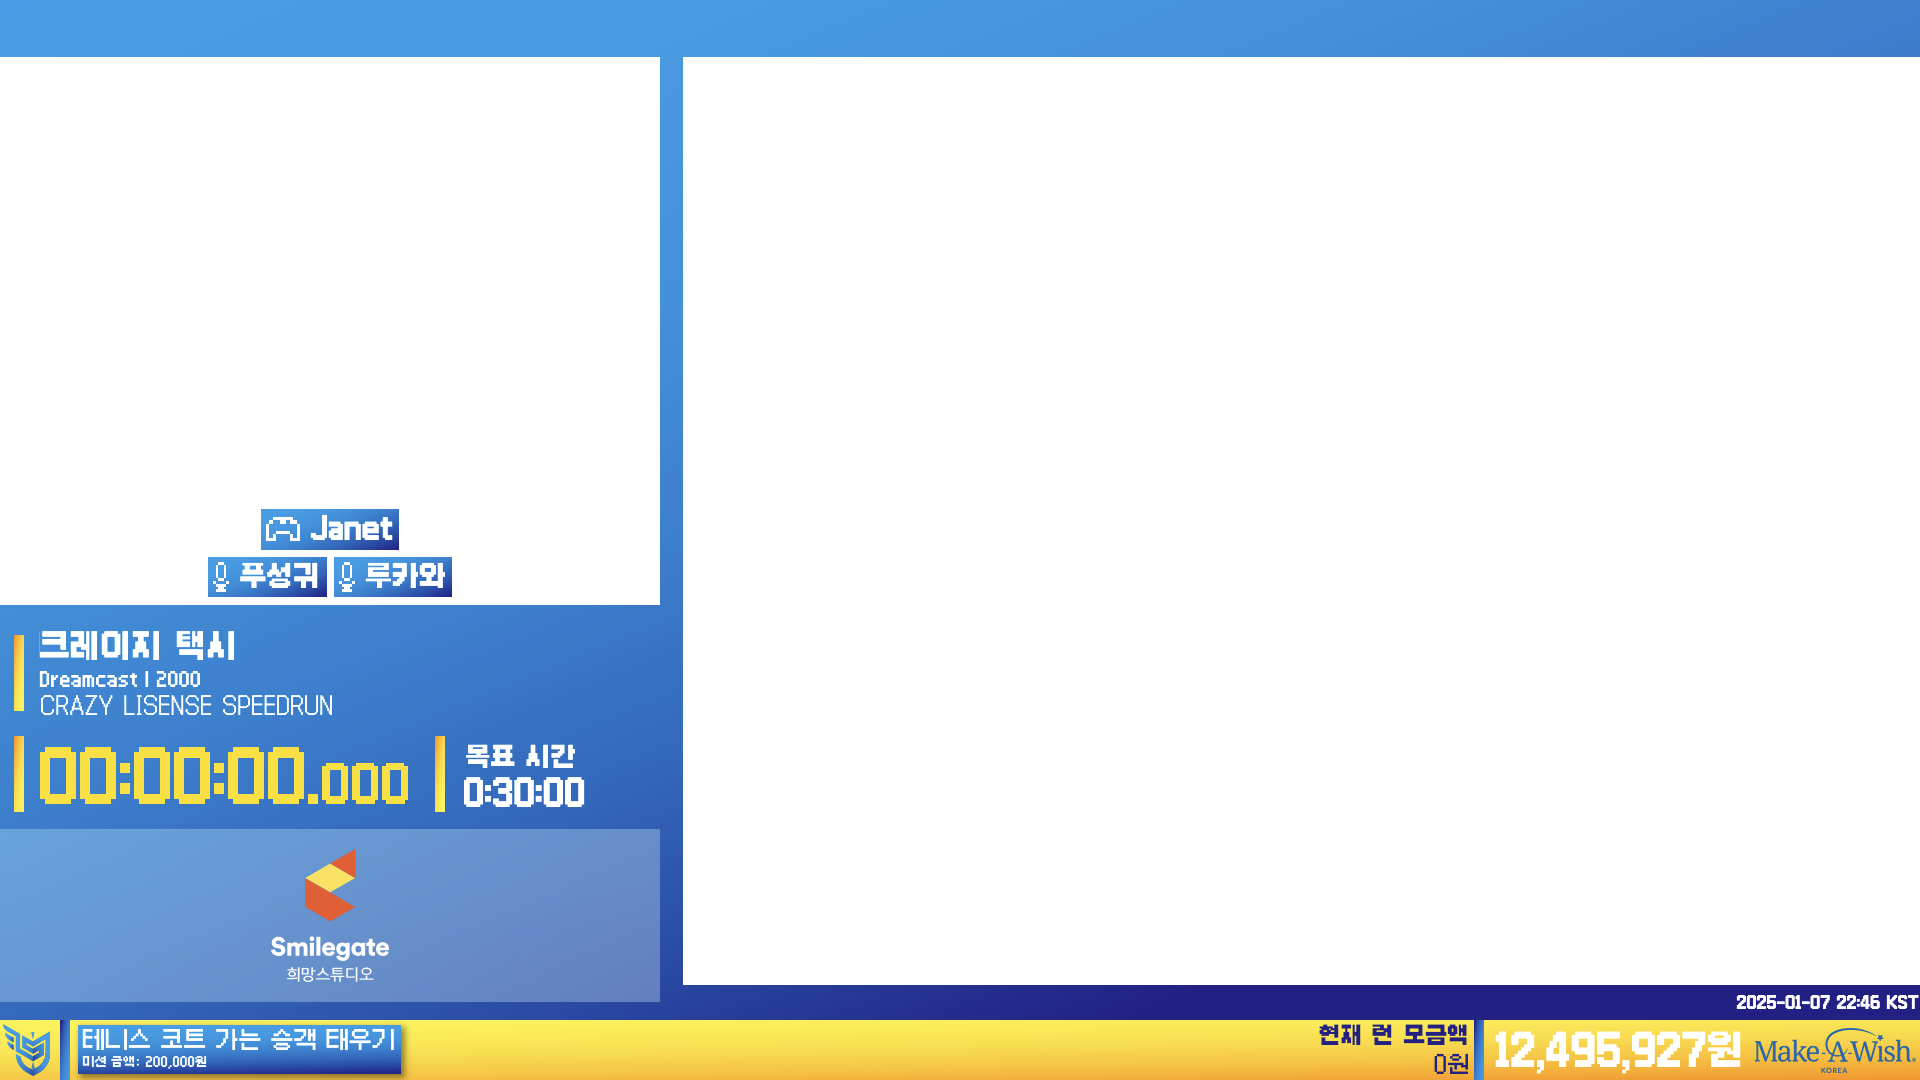 Janet
푸성귀 루카와
크레이지 택시
Dreamcast | 2000
CRAZY LISENSE SPEEDRUN
00:00:00.000
목표 시간
0:30:00
Smilegate
희망스튜디오
2025-01-07 22:46 KST
테니스 코트 가는 승객 태우기
미션 금액: 200,000원
현재 런 모금액
0원
12,495,927원
Make-A-Wish.
KOREA